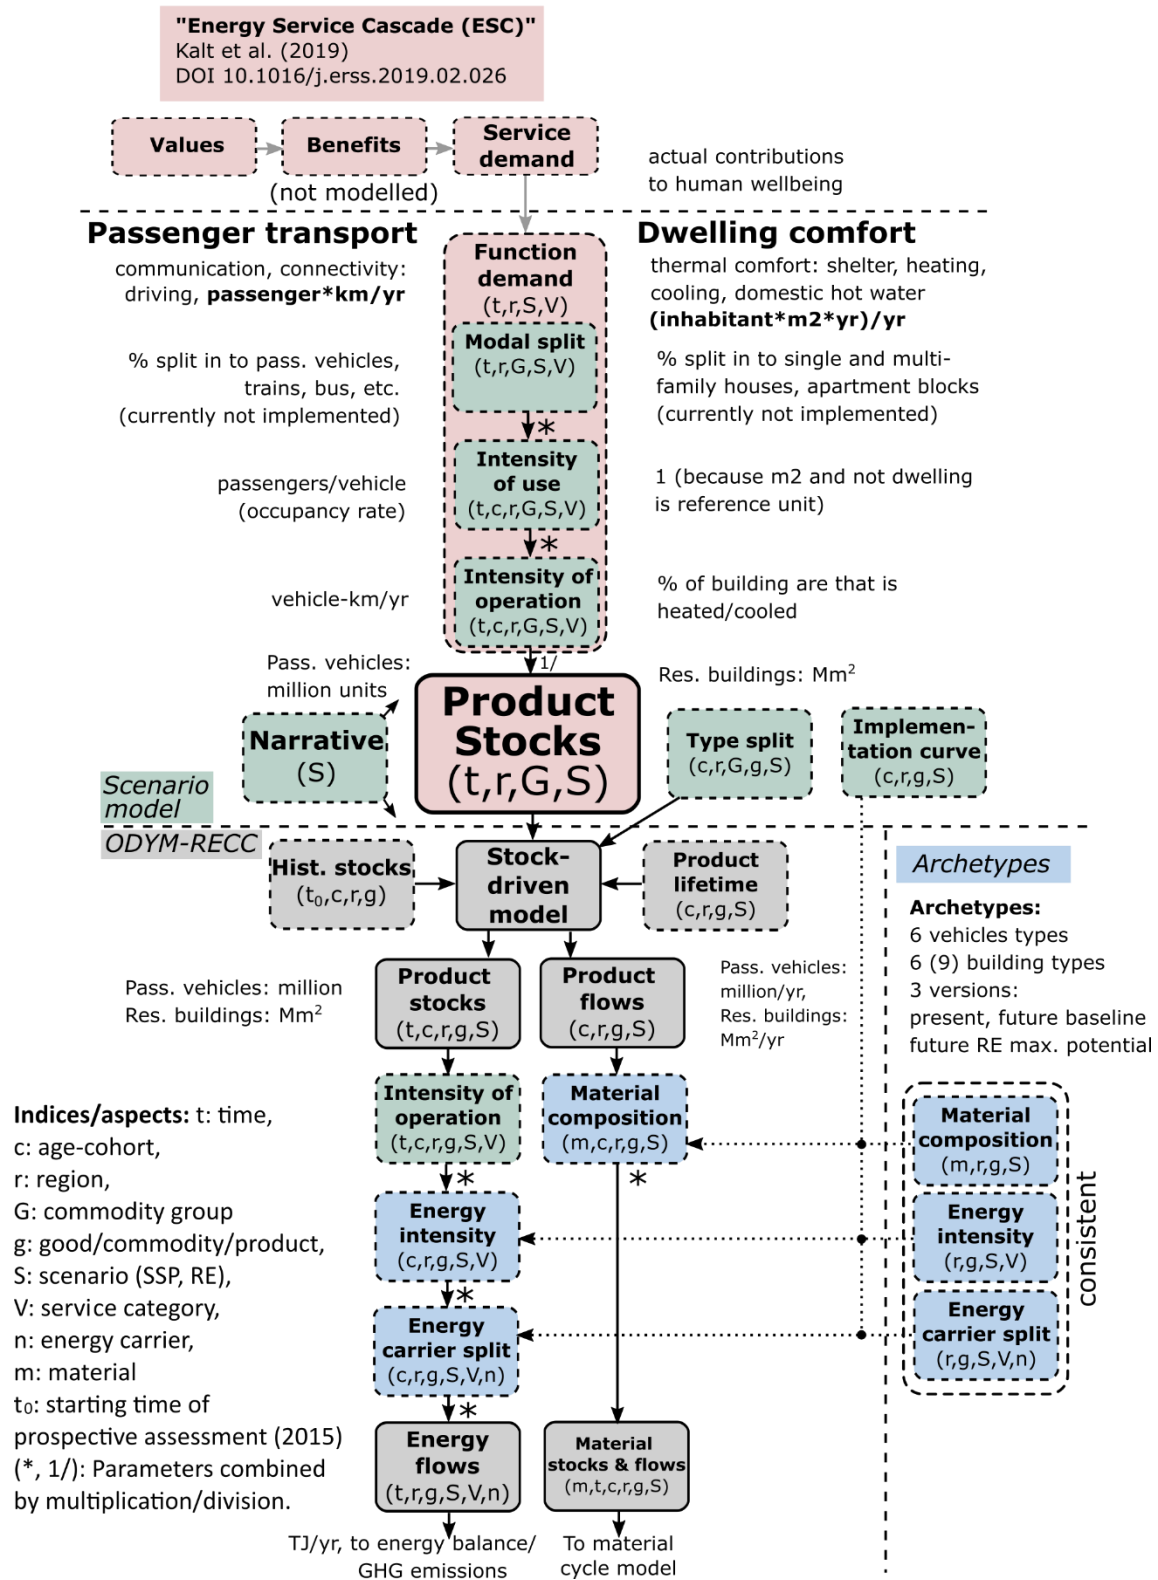 "Energy Service Cascade (ESC)"
Kalt et al. (2019)
DOI 10.1016/j.erss.2019.02.026
Values
Benefits
Service
demand
(not modelled)
actual contributions
to human wellbeing
Passenger transport
communication, connectivity:
driving, passenger*km/yr
Function
demand
(t,r,S,V)
Dwelling comfort
thermal comfort: shelter, heating,
cooling, domestic hot water
(inhabitant*m2*yr)/yr
% split in to pass. vehicles,
trains, bus, etc.
(currently not implemented)
Modal split
(t,r,G,S,V)
% split in to single and multi-
family houses, apartment blocks
(currently not implemented)
*
passengers/vehicle
(occupancy rate)
Intensity
of use
(t,c,r,G,S,V)
1 (because m2 and not dwelling
is reference unit)
*
vehicle-km/yr
Intensity of
operation
(t,c,r,G,S,V)
% of building are that is
heated/cooled
1/
Pass. vehicles:
million units
Res. buildings: Mm²
Narrative
(S)
Product
Stocks
(t,r,G,S)
Type split
(c,r,G,g,S)
Implemen-
tation curve
(c,r,g,S)
Scenario
model
ODYM-RECC
Hist. stocks
(t₀,c,r,g)
Stock-
driven
model
Product
lifetime
(c,r,g,S)
Archetypes
Archetypes:
6 vehicles types
6 (9) building types
3 versions:
present, future baseline
future RE max. potential
Pass. vehicles: million
Res. buildings: Mm²
Product
stocks
(t,c,r,g,S)
Product
flows
(c,r,g,S)
Pass. vehicles:
million/yr,
Res. buildings:
Mm²/yr
Intensity of
operation
(t,c,r,g,S,V)
Material
composition
(m,c,r,g,S)
*
*
Energy
intensity
(c,r,g,S,V)
*
Energy
carrier split
(c,r,g,S,V,n)
*
Energy
flows
(t,r,g,S,V,n)
Material
stocks & flows
(m,t,c,r,g,S)
TJ/yr, to energy balance/
GHG emissions
To material
cycle model
Material
composition
(m,r,g,S)
Energy
intensity
(r,g,S,V)
Energy
carrier split
(r,g,S,V,n)
consistent
Indices/aspects: t: time,
c: age-cohort,
r: region,
G: commodity group
g: good/commodity/product,
S: scenario (SSP, RE),
V: service category,
n: energy carrier,
m: material
t₀: starting time of
prospective assessment (2015)
(*, 1/): Parameters combined
by multiplication/division.